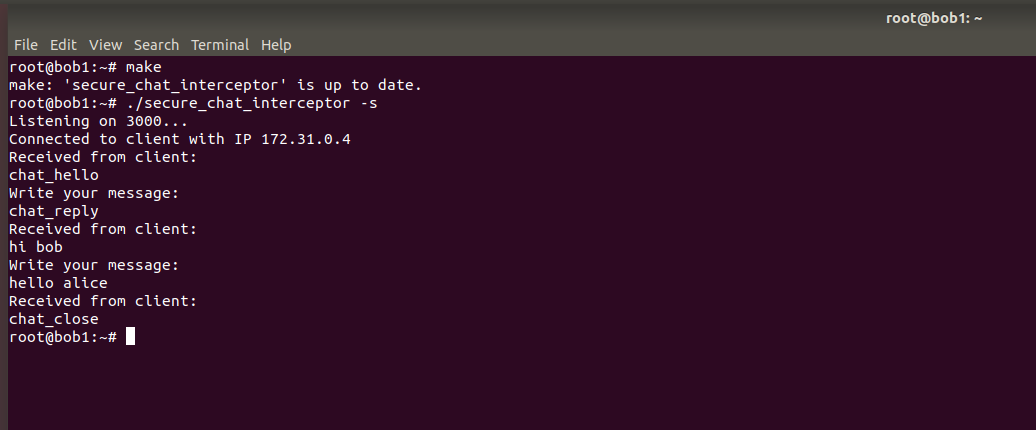 root@bob1: ~
File Edit View Search Terminal Help
root@bob1:~# make
make: 'secure_chat_interceptor' is up to date.
root@bob1:~# ./secure_chat_interceptor -s
Listening on 3000...
Connected to client with IP 172.31.0.4
Received from client:
chat_hello
Write your message:
chat_reply
Received from client:
hi bob
Write your message:
hello alice
Received from client:
chat_close
root@bob1:~#